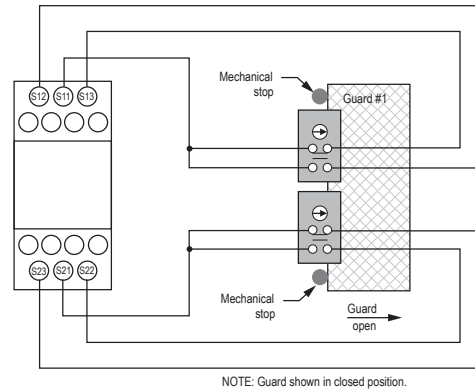 S12 S11 S13
Mechanical
stop
Guard #1
S23 S21 S22
Mechanical
stop
Guard
open
NOTE: Guard shown in closed position.